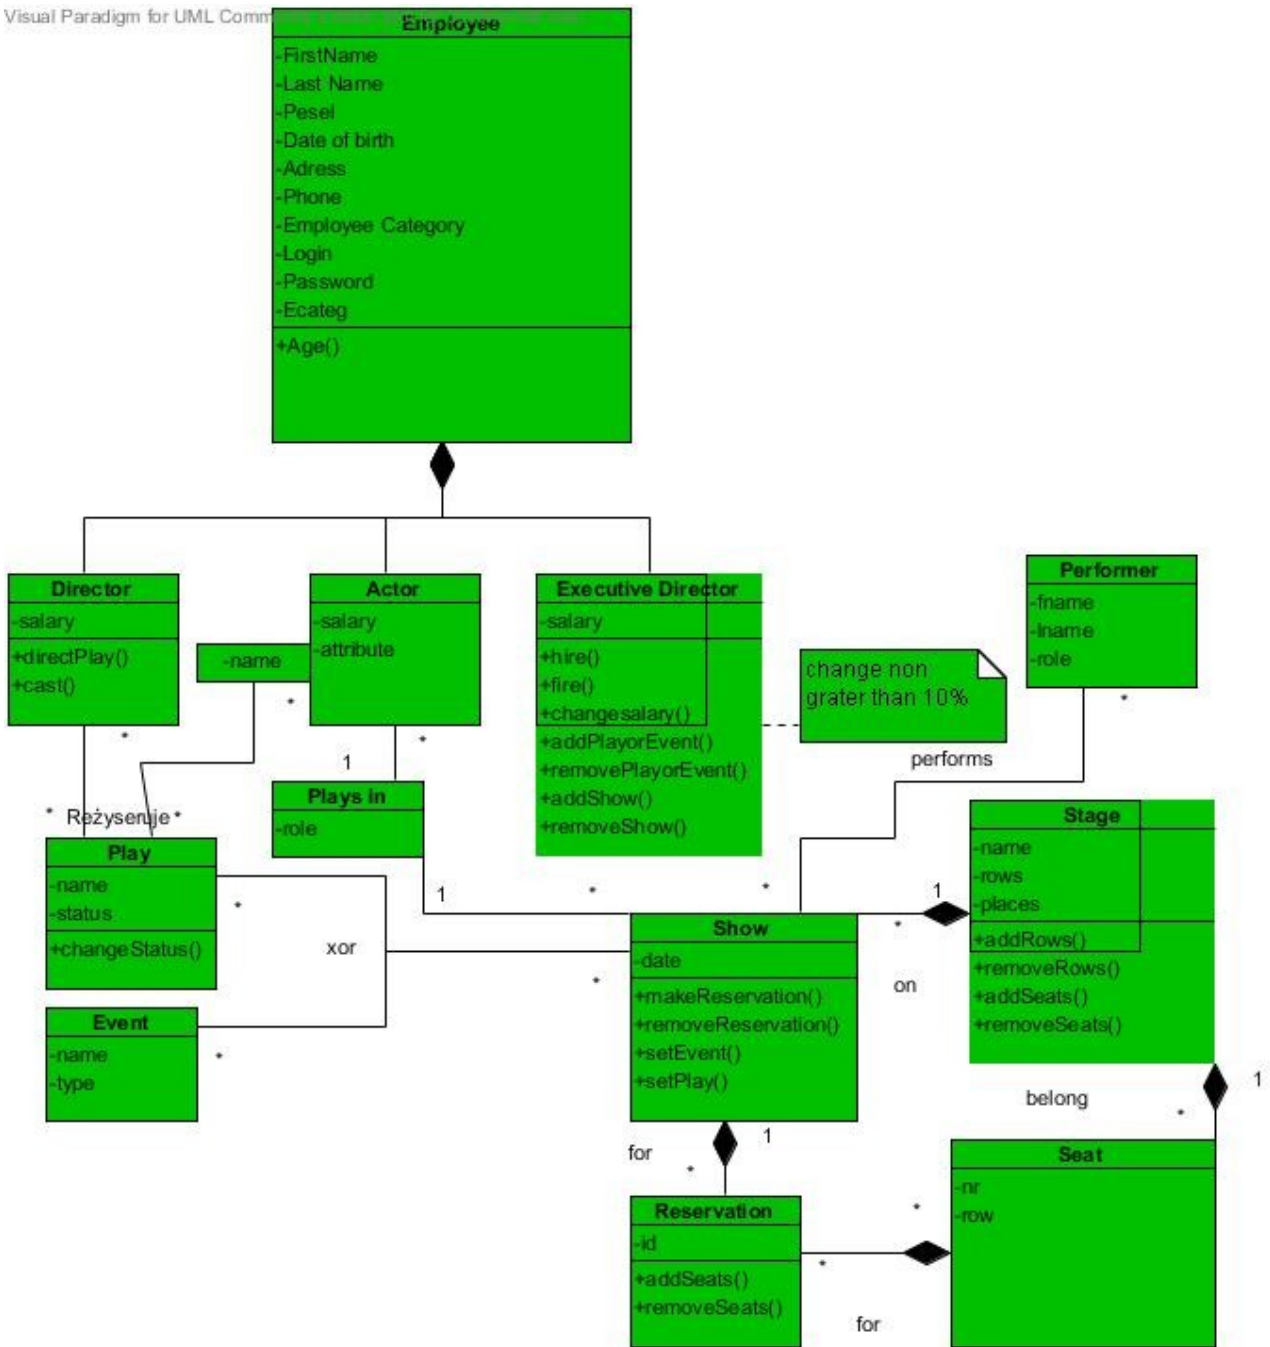 Visual Paradigm for UML Comm
Employee
-FirstName
-Last Name
-Pesel
-Date of birth
-Adress
-Phone
-Employee Category
-Login
-Password
-Ecateg
+Age()
Director
-salary
+directPlay()
+cast()
-name
*
Actor
-salary
-attribute
Executive Director
-salary
+hire()
+fire()
+changesalary()
+addPlayorEvent()
+removePlayorEvent()
+addShow()
+removeShow()
change non
grater than 10%
Performer
-fname
-lname
-role
*
performs
*
*
1
*
Plays in
-role
1
*
* Reżyseruje *
Play
-name
-status
+changeStatus()
*
xor
Event
-name
-type
*
*
Show
-date
+makeReservation()
+removeReservation()
+setEvent()
+setPlay()
1
*
on
Stage
-name
-rows
-places
+addRows()
+removeRows()
+addSeats()
+removeSeats()
belong
1
*
for
1
*
Reservation
-id
+addSeats()
+removeSeats()
*
*
for
Seat
-nr
-row